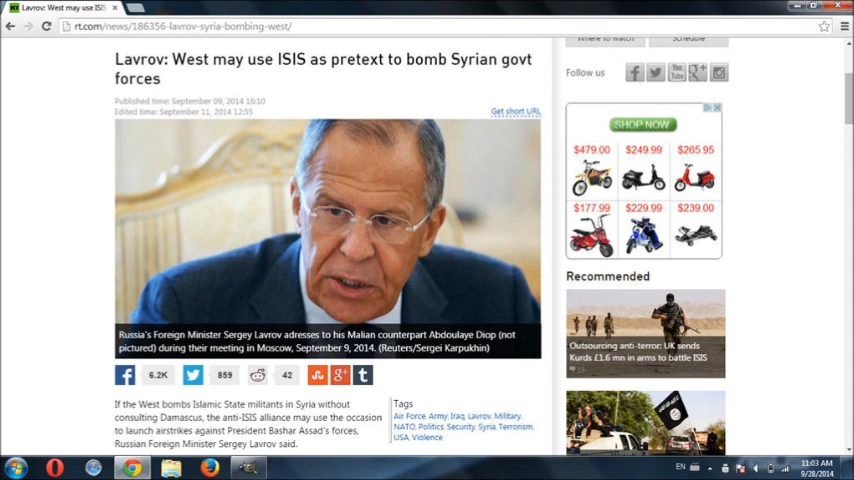 Lavrov: West may use ISIS
rt.com/news/186356-lavrov-syria-bombing-west/
Lavrov: West may use ISIS as pretext to bomb Syrian govt
forces
Published time: September 09, 2014 16:10
Edited time: September 11, 2014 12:55
Get short URL
Russia's Foreign Minister Sergey Lavrov adresses to his Malian counterpart Abdoulaye Diop (not
pictured) during their meeting in Moscow, September 9, 2014. (Reuters/Sergei Karpukhin)
6.2K
859
42
If the West bombs Islamic State militants in Syria without
consulting Damascus, the anti-ISIS alliance may use the occasion
to launch airstrikes against President Bashar Assad's forces,
Russian Foreign Minister Sergey Lavrov said.
Tags
Air Force, Army, Iraq, Lavrov, Military,
NATO, Politics, Security, Syria, Terrorism,
USA, Violence
Where to watch
Schedule
Follow us
You Tube
SHOP NOW
$479.00 $249.99 $265.95
$177.99 $229.99 $239.00
Recommended
Outsourcing anti-terror: UK sends
Kurds £1.6 mn in arms to battle ISIS
EN
11:03 AM
9/28/2014